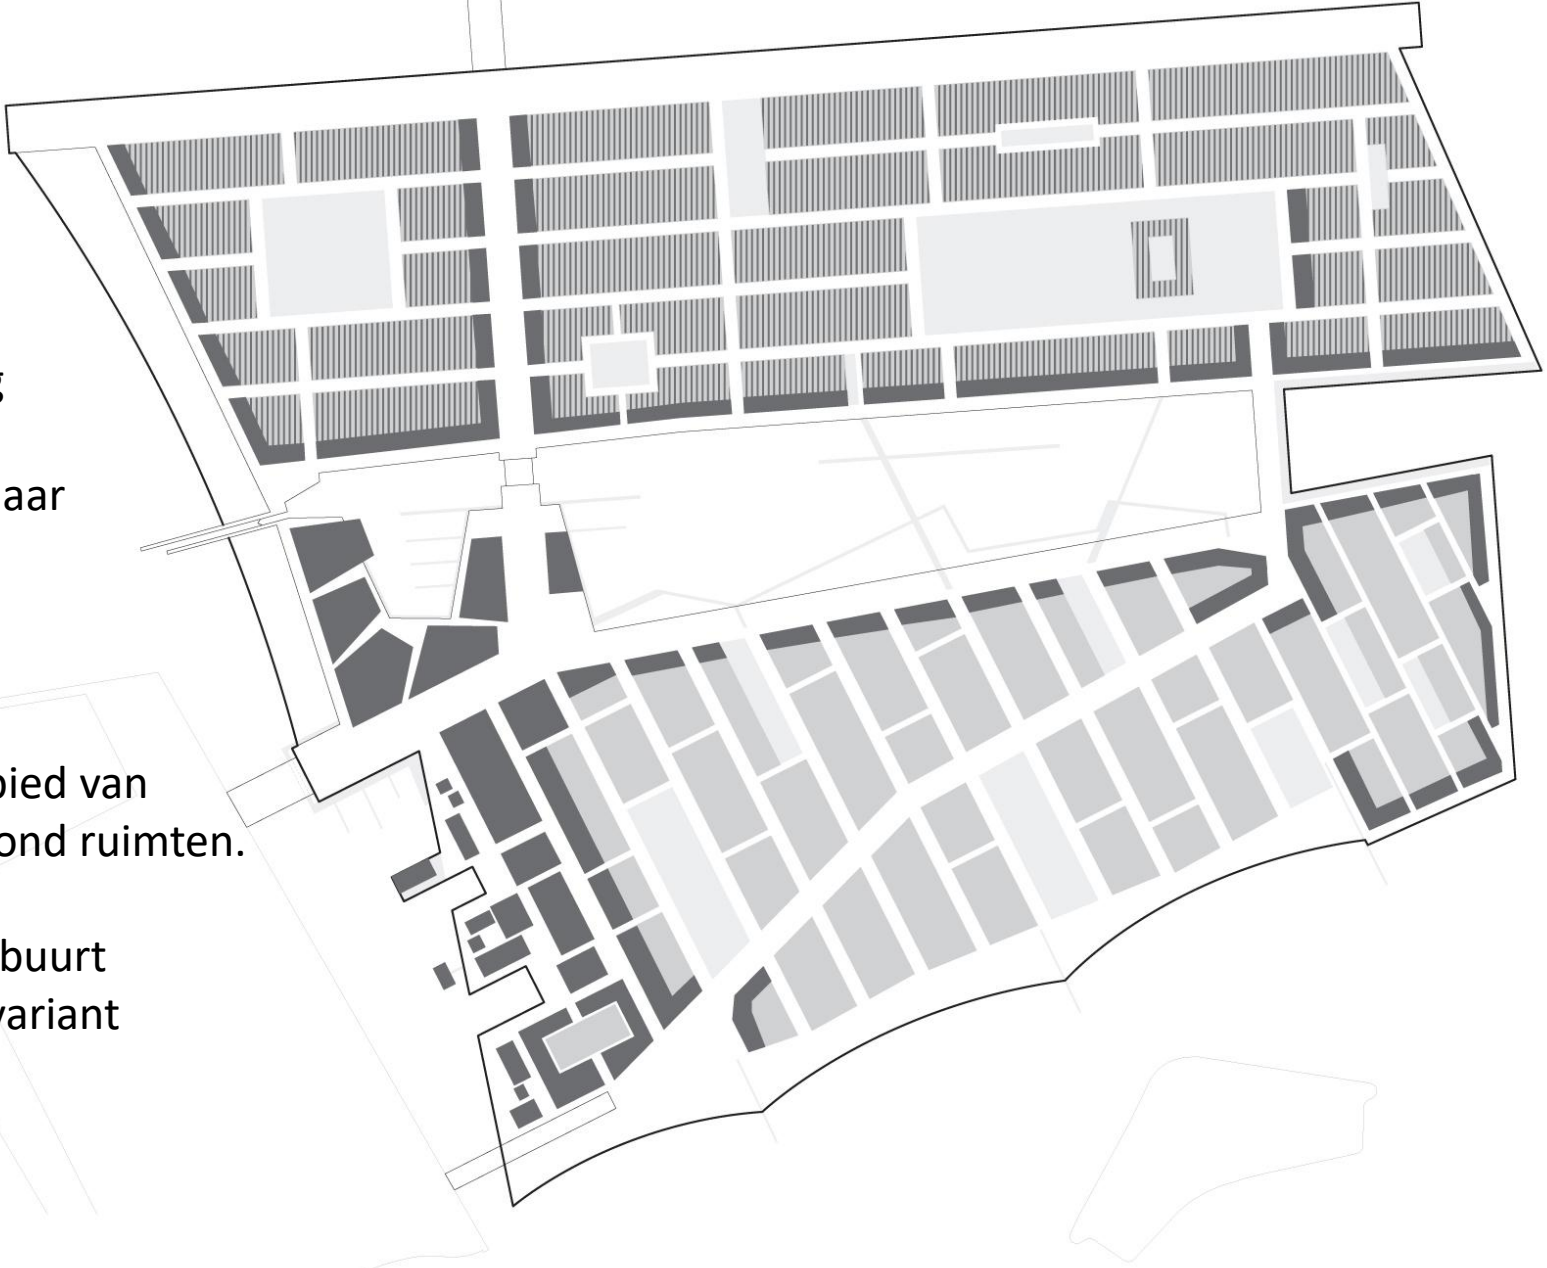 g
aar
bied van
ond ruimten.
buurt
variant